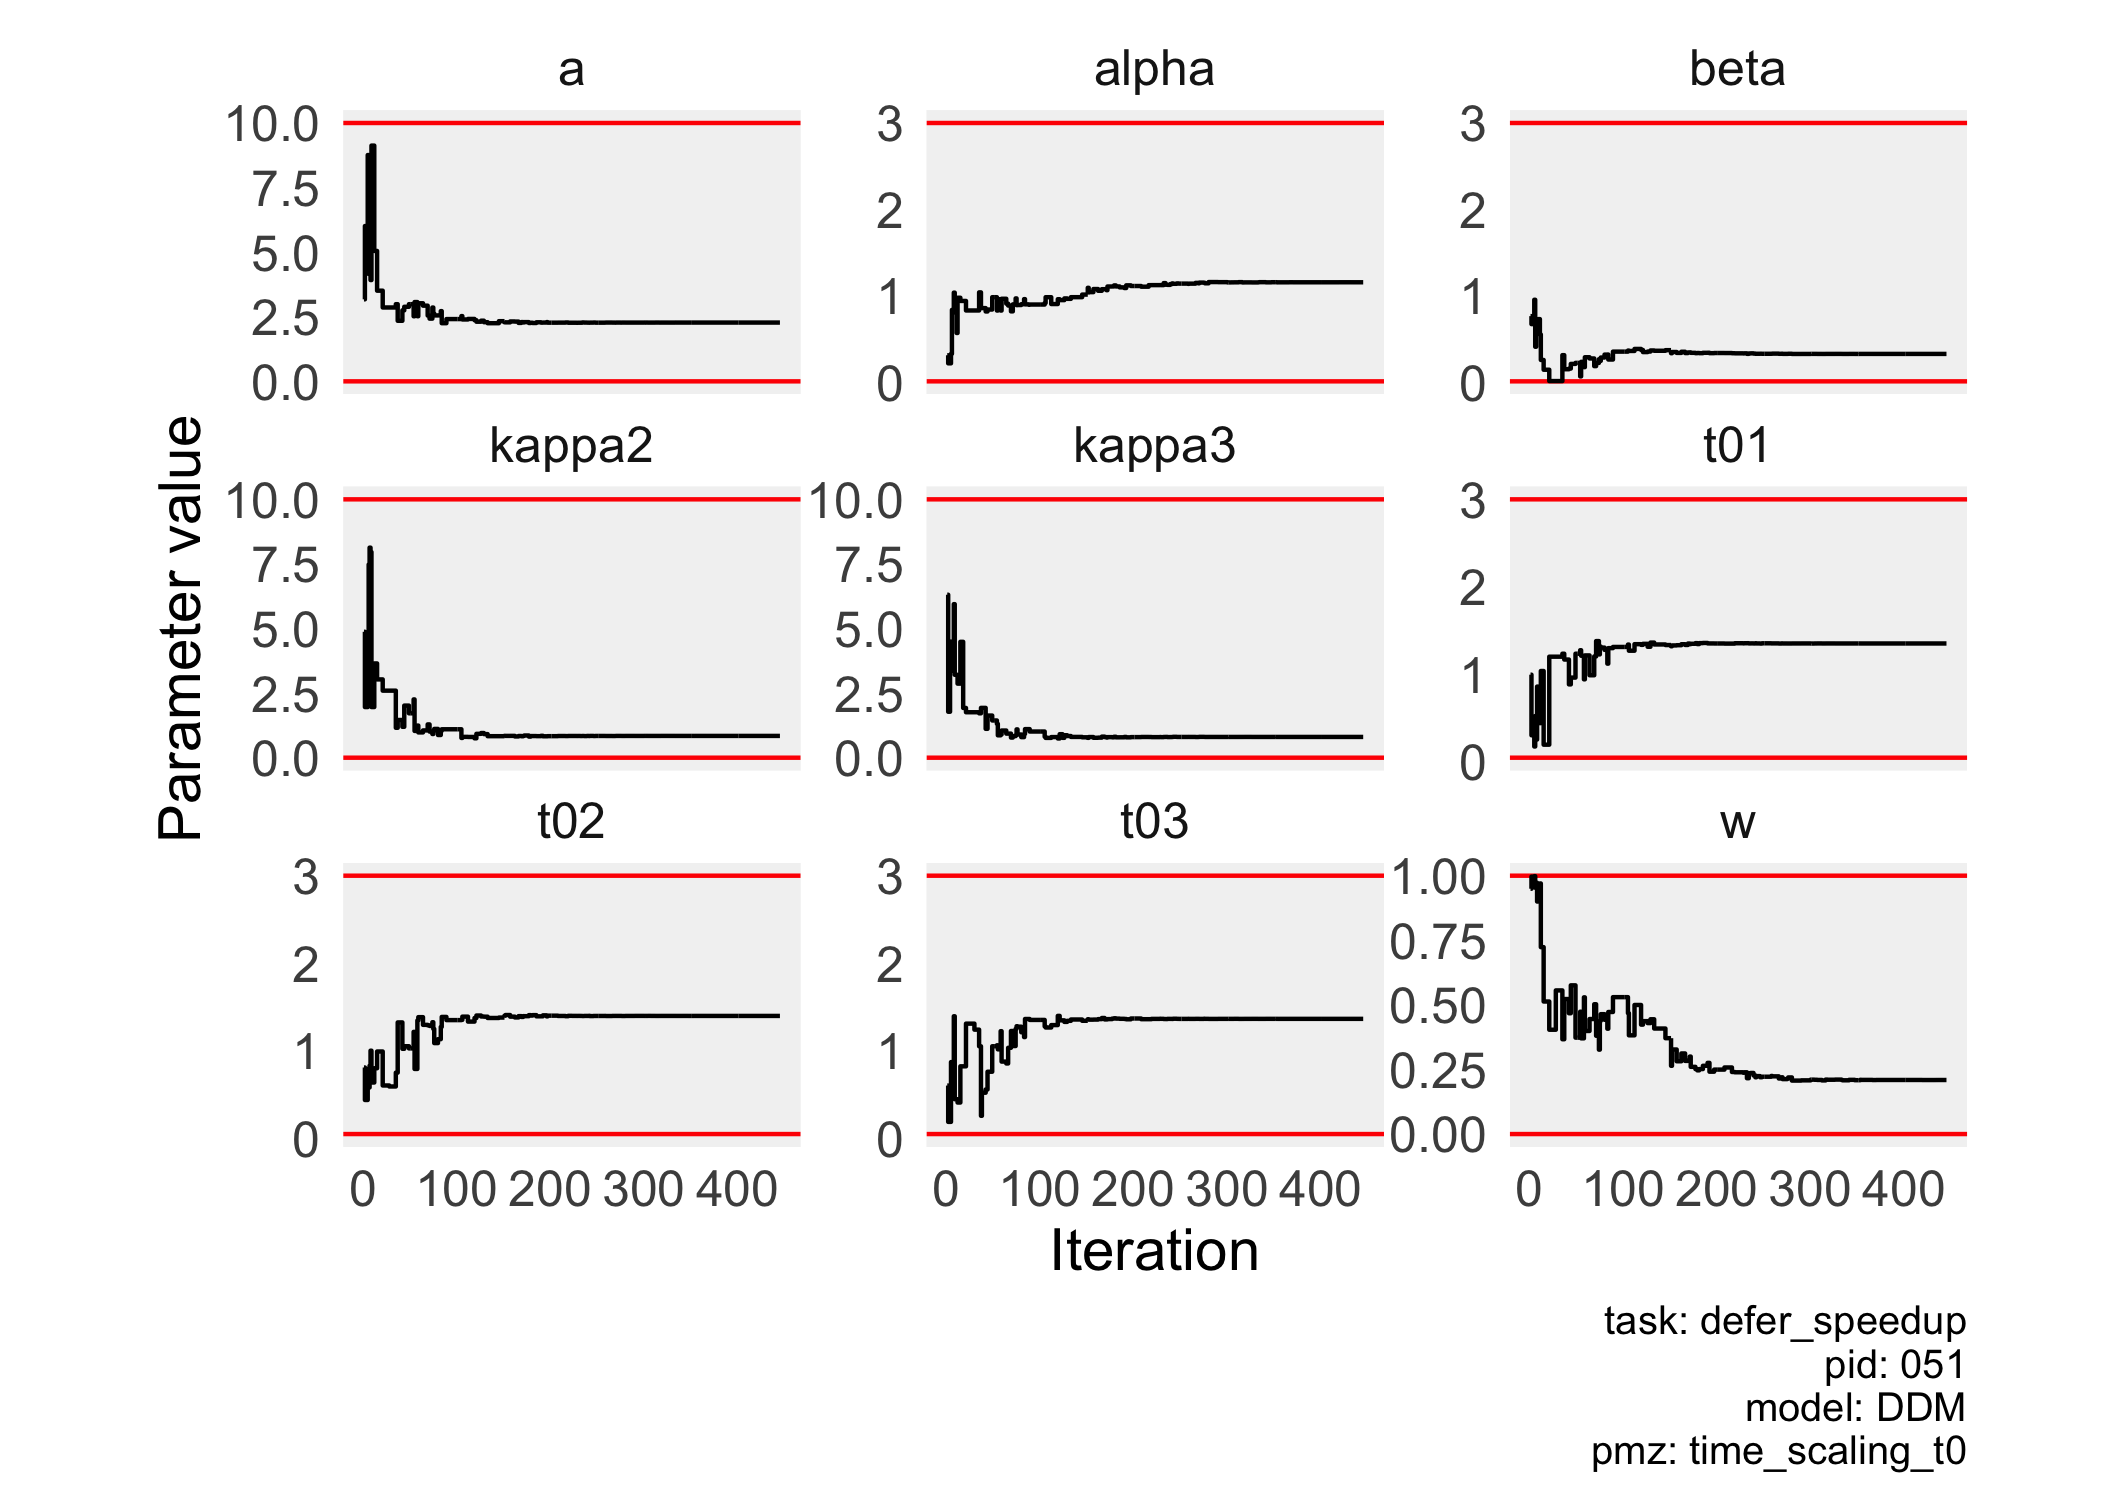 a alpha beta
10.0 7.5 5.0 2.5 0.0
3 2 1 0
3 2 1 0
kappa2 kappa3 t01
10.0 7.5 5.0 2.5 0.0
10.0 7.5 5.0 2.5 0.0
3 2 1 0
t02 t03 w
3 2 1 0
3 2 1 0
1.00 0.75 0.50 0.25 0.00
0 100 200 300 400
0 100 200 300 400
0 100 200 300 400
Parameter value
Iteration
task: defer_speedup
pid: 051
model: DDM
pmz: time_scaling_t0